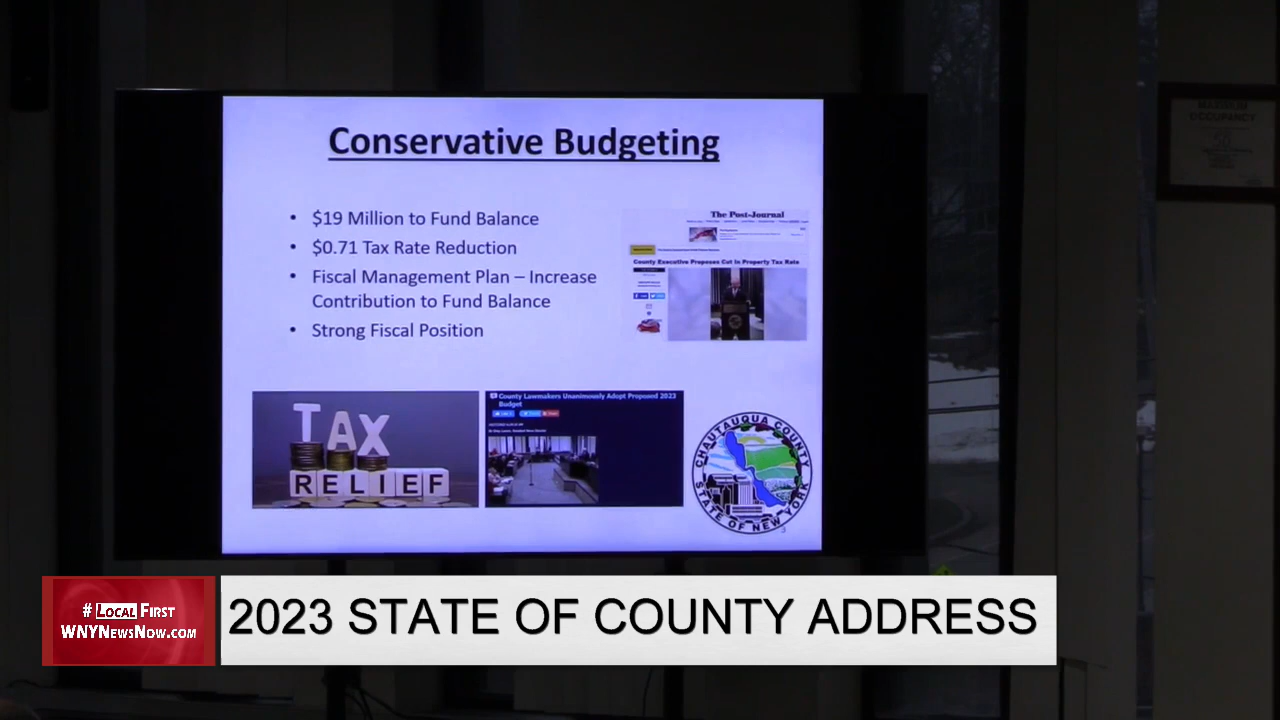 Conservative Budgeting
• $19 Million to Fund Balance
• $0.71 Tax Rate Reduction
• Fiscal Management Plan – Increase
Contribution to Fund Balance
• Strong Fiscal Position
The Post-Journal
County Executive Proposes Cut In Property Tax Rate
TAX
RELIEF
County Lawmakers Unanimously Adopt Proposed 2023
Budget
CHAUTAUQUA COUNTY
STATE OF NEW YORK
MAXIMUM
OCCUPANCY
# LOCAL FIRST
WNYNewsNow.com
2023 STATE OF COUNTY ADDRESS